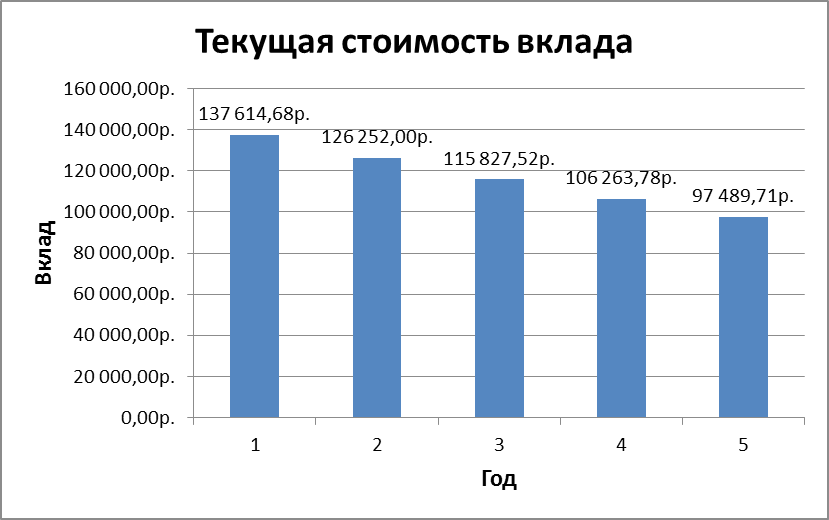 Текущая стоимость вклада
160 000,00р.
140 000,00р.
120 000,00р.
100 000,00р.
80 000,00р.
60 000,00р.
40 000,00р.
20 000,00р.
0,00р.
Вклад
137 614,68р.
126 252,00р.
115 827,52р.
106 263,78р.
97 489,71р.
1
2
3
4
5
Год